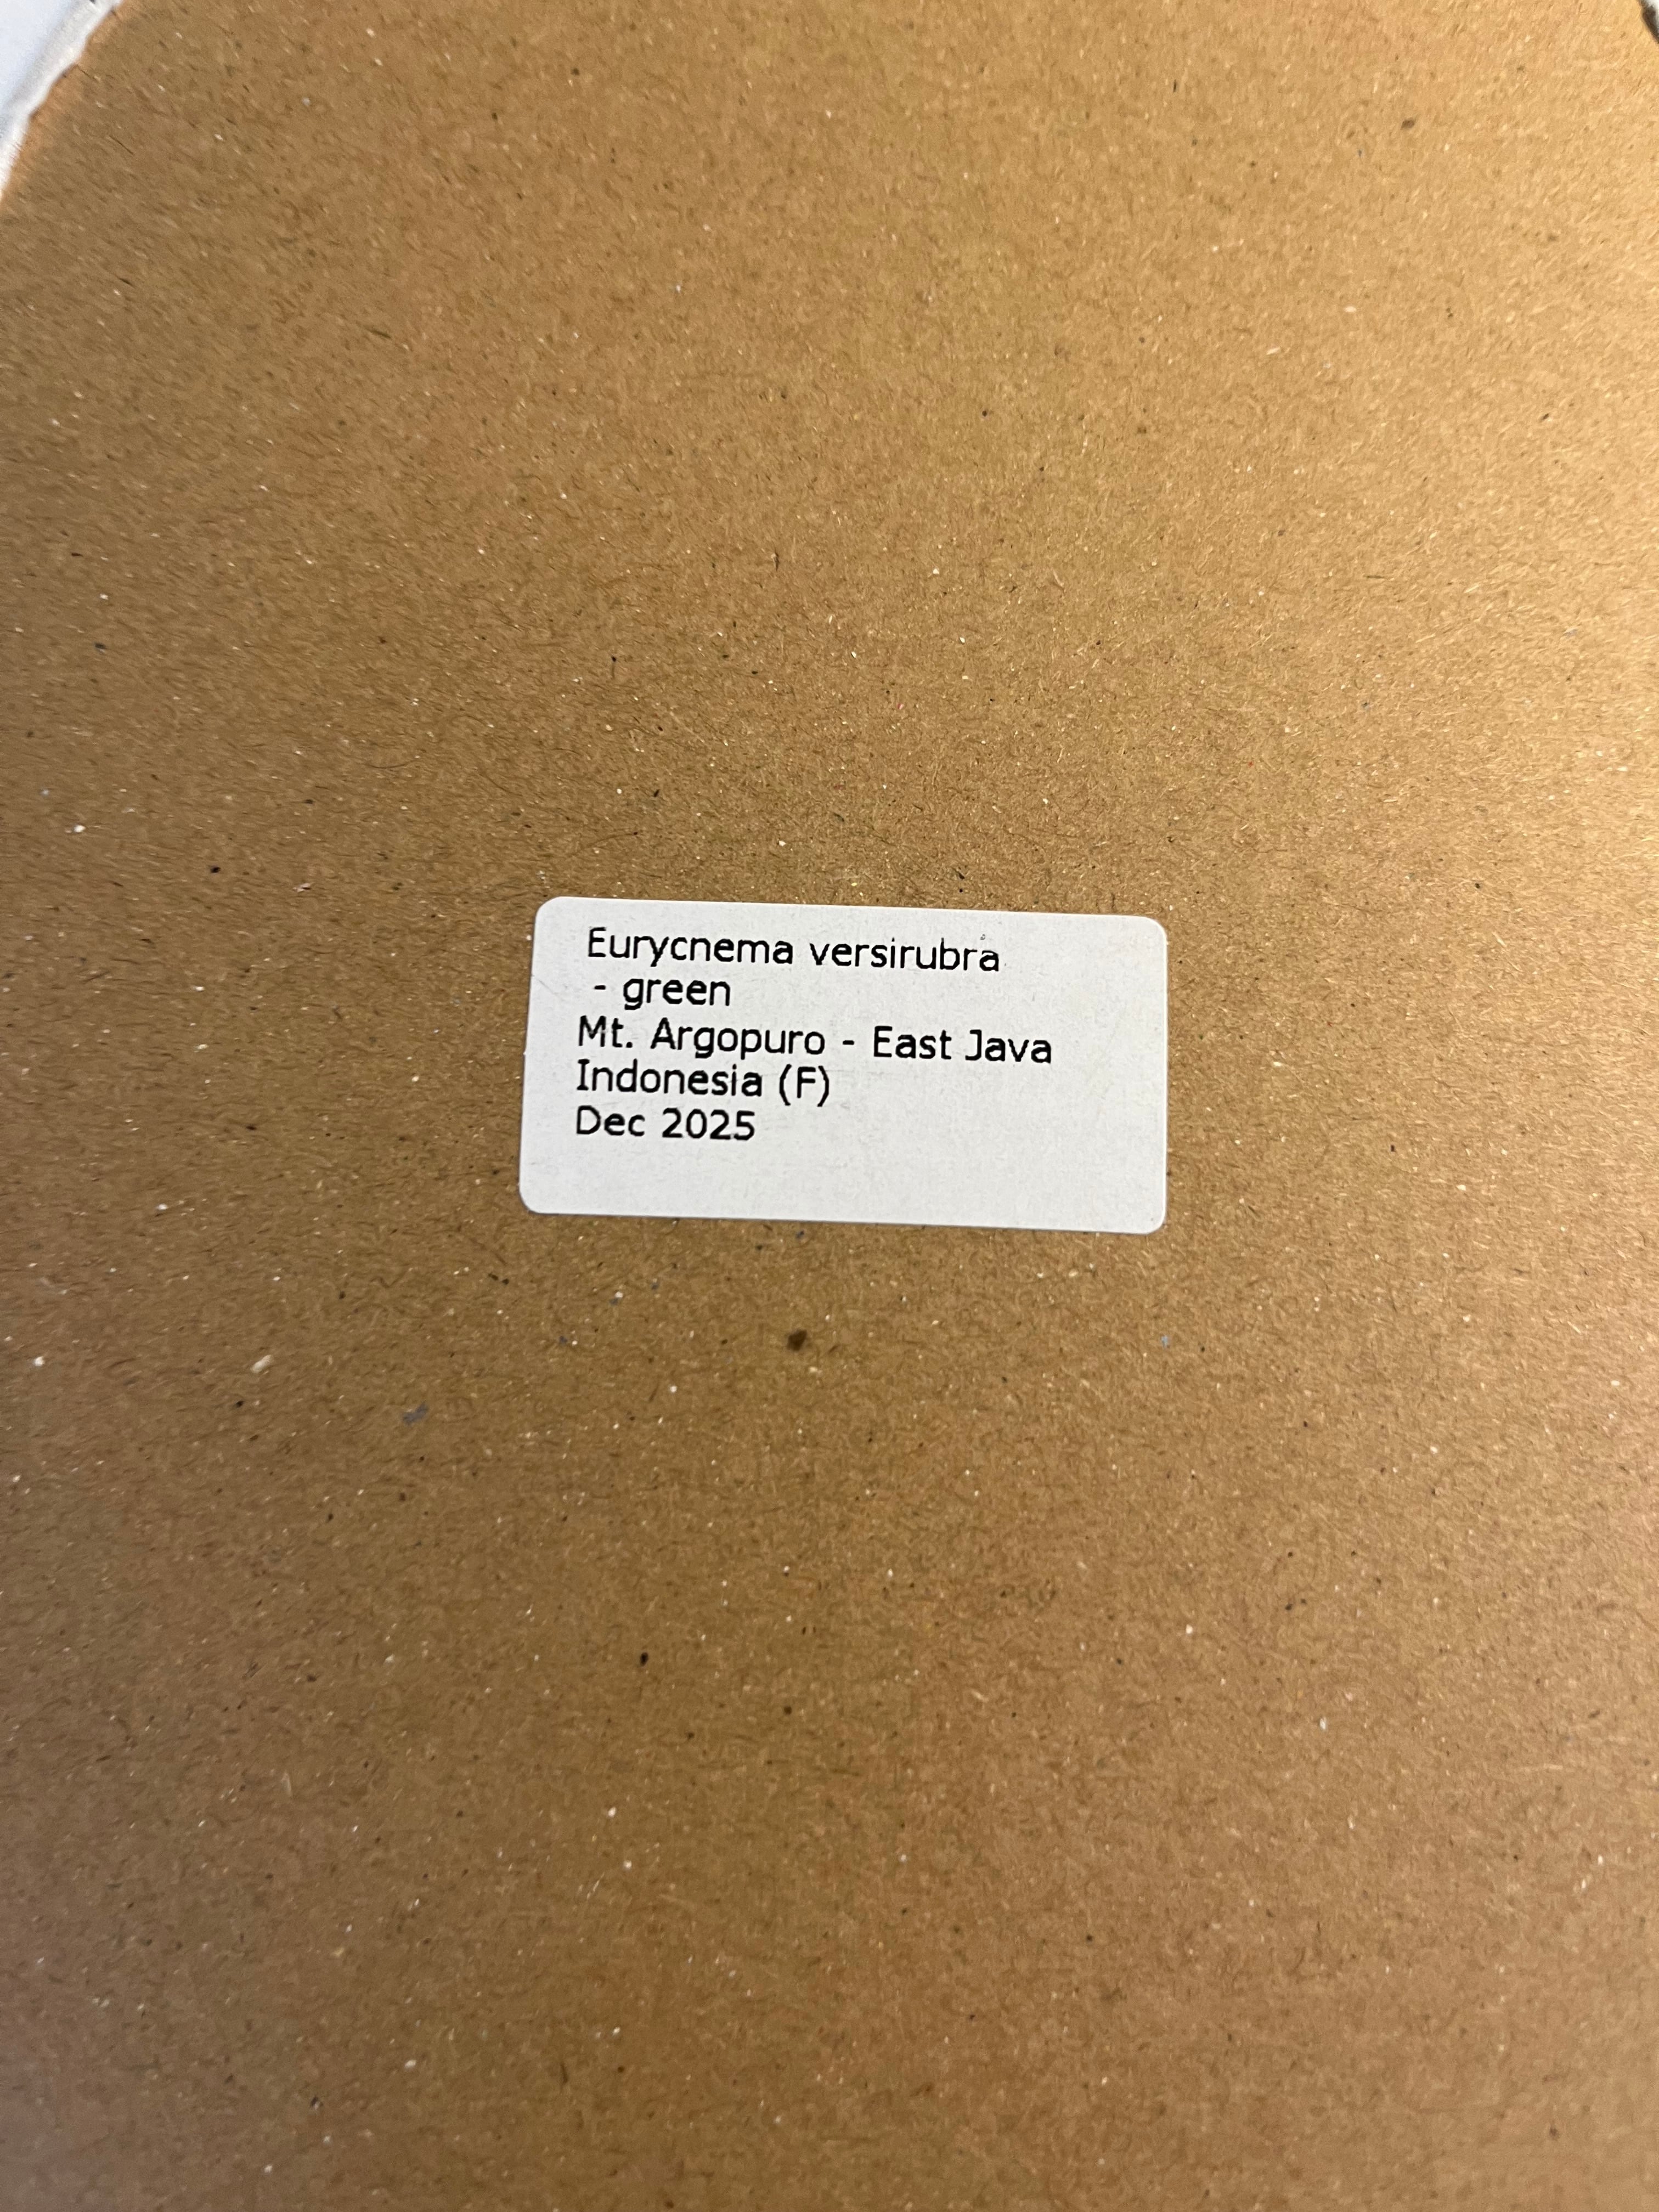 Eurycnema versirubra
- green
Mt. Argopuro - East Java
Indonesia (F)
Dec 2025